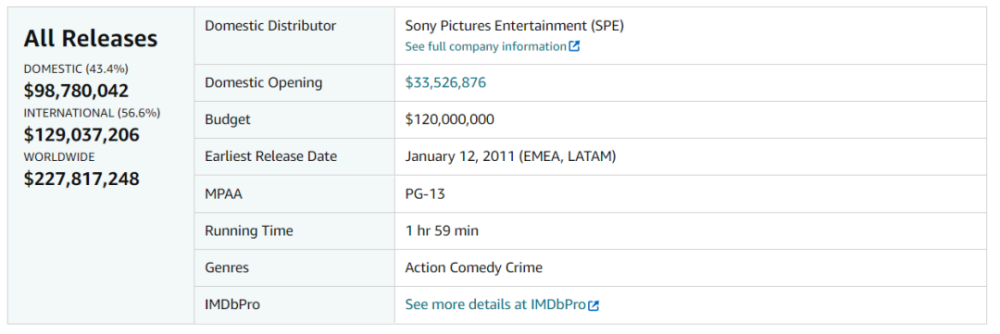 All Releases
DOMESTIC (43.4%)
$98,780,042
INTERNATIONAL (56.6%)
$129,037,206
WORLDWIDE
$227,817,248
Domestic Distributor
Sony Pictures Entertainment (SPE)
See full company information
Domestic Opening
$33,526,876
Budget
$120,000,000
Earliest Release Date
January 12, 2011 (EMEA, LATAM)
MPAA
PG-13
Running Time
1 hr 59 min
Genres
Action Comedy Crime
IMDbPro
See more details at IMDbPro